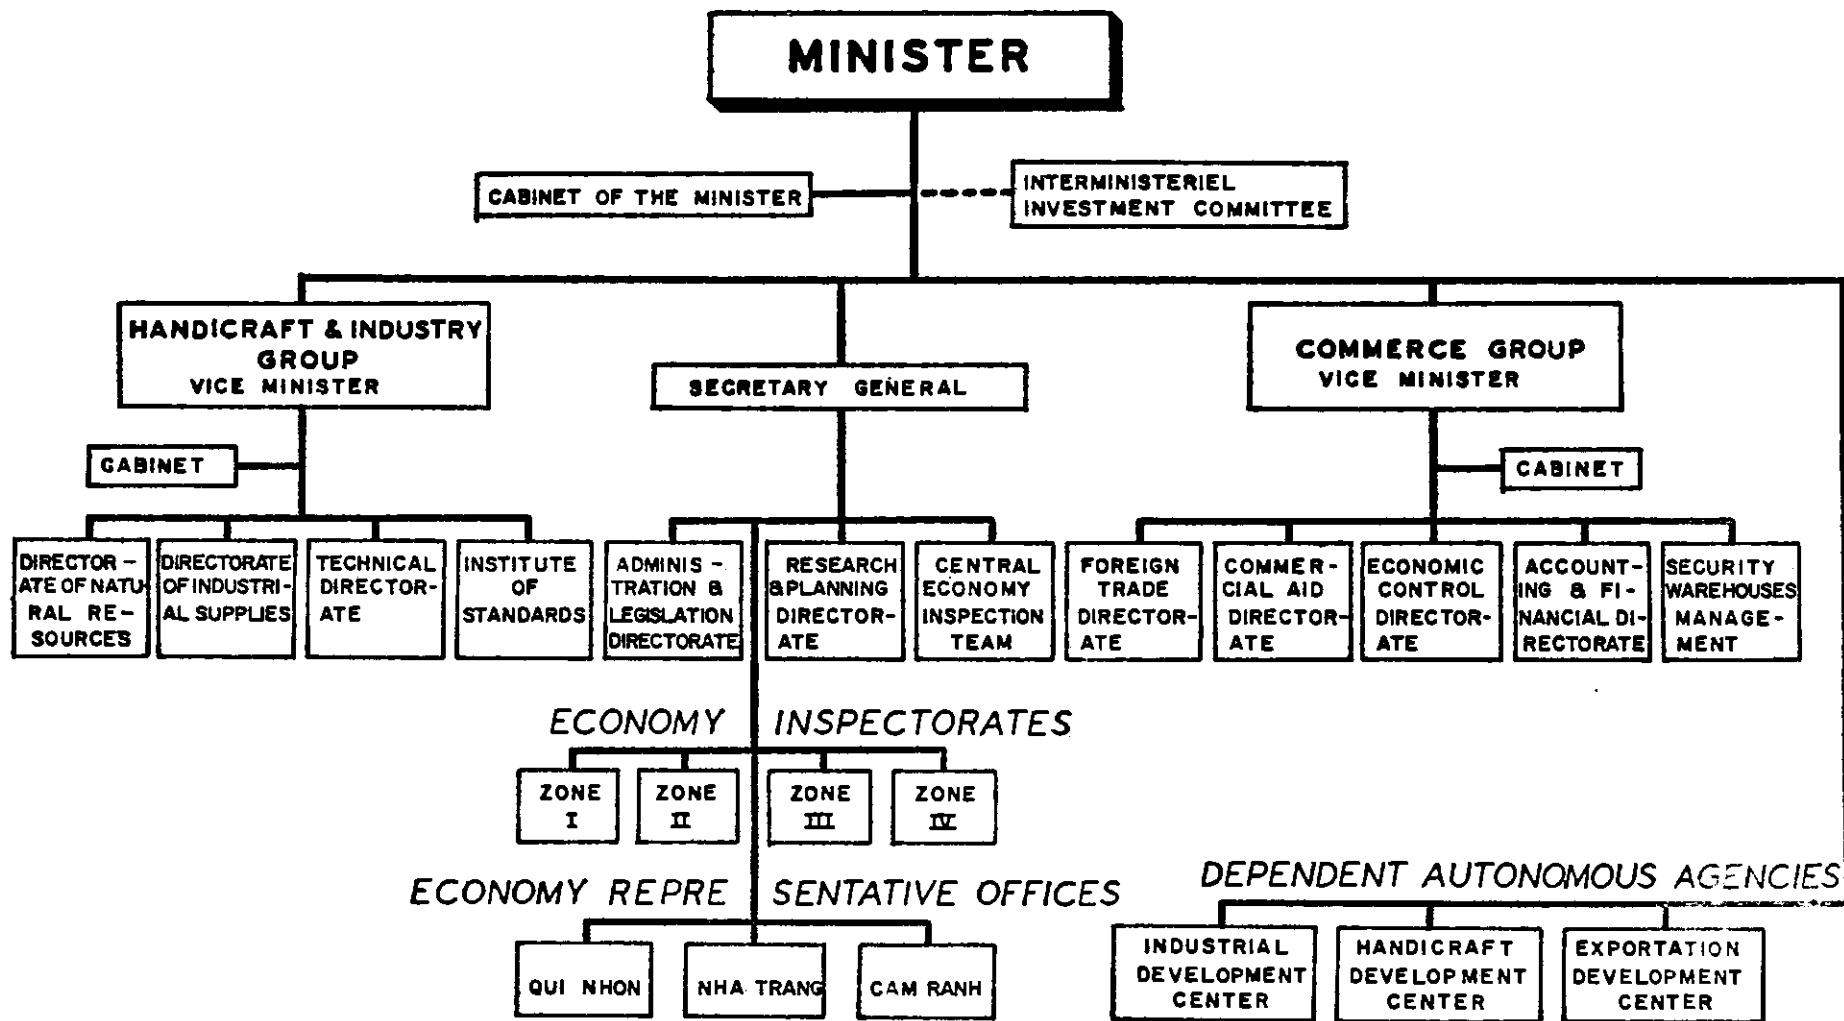 MINISTER
CABINET OF THE MINISTER
INTERMINISTERIEL
INVESTMENT COMMITTEE
HANDICRAFT & INDUSTRY
GROUP
VICE MINISTER
SECRETARY GENERAL
COMMERCE GROUP
VICE MINISTER
CABINET
CABINET
DIRECTOR-
ATE OF NATU-
RAL RE-
SOURCES
DIRECTORATE
OF INDUSTRI-
AL SUPPLIES
TECHNICAL
DIRECTOR-
ATE
INSTITUTE
OF
STANDARDS
ADMINIS-
TRATION &
LEGISLATION
DIRECTORATE
RESEARCH
& PLANNING
DIRECTOR-
ATE
CENTRAL
ECONOMY
INSPECTION
TEAM
FOREIGN
TRADE
DIRECTOR-
ATE
COMMER-
CIAL AID
DIRECTOR-
ATE
ECONOMIC
CONTROL
DIRECTOR-
ATE
ACCOUNT-
ING & FI-
NANCIAL DI-
RECTORATE
SECURITY
WAREHOUSES
MANAGE-
MENT
ECONOMY INSPECTORATES
ZONE
I
ZONE
II
ZONE
III
ZONE
IV
ECONOMY REPRE SENTATIVE OFFICES
QUI NHON
NHA TRANG
CAM RANH
DEPENDENT AUTONOMOUS AGENCIES
INDUSTRIAL
DEVELOPMENT
CENTER
HANDICRAFT
DEVELOPMENT
CENTER
EXPORTATION
DEVELOPMENT
CENTER